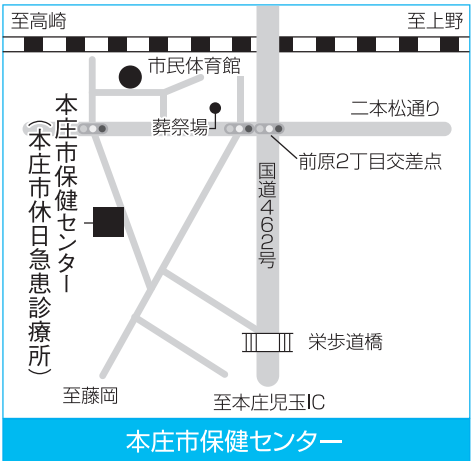 至高崎
至上野
市民体育館
二本松通り
葬祭場
前原2丁目交差点
本庄市保健センター
（本庄市休日急患診療所）
国道462号
栄歩道橋
至藤岡
至本庄児玉IC
本庄市保健センター